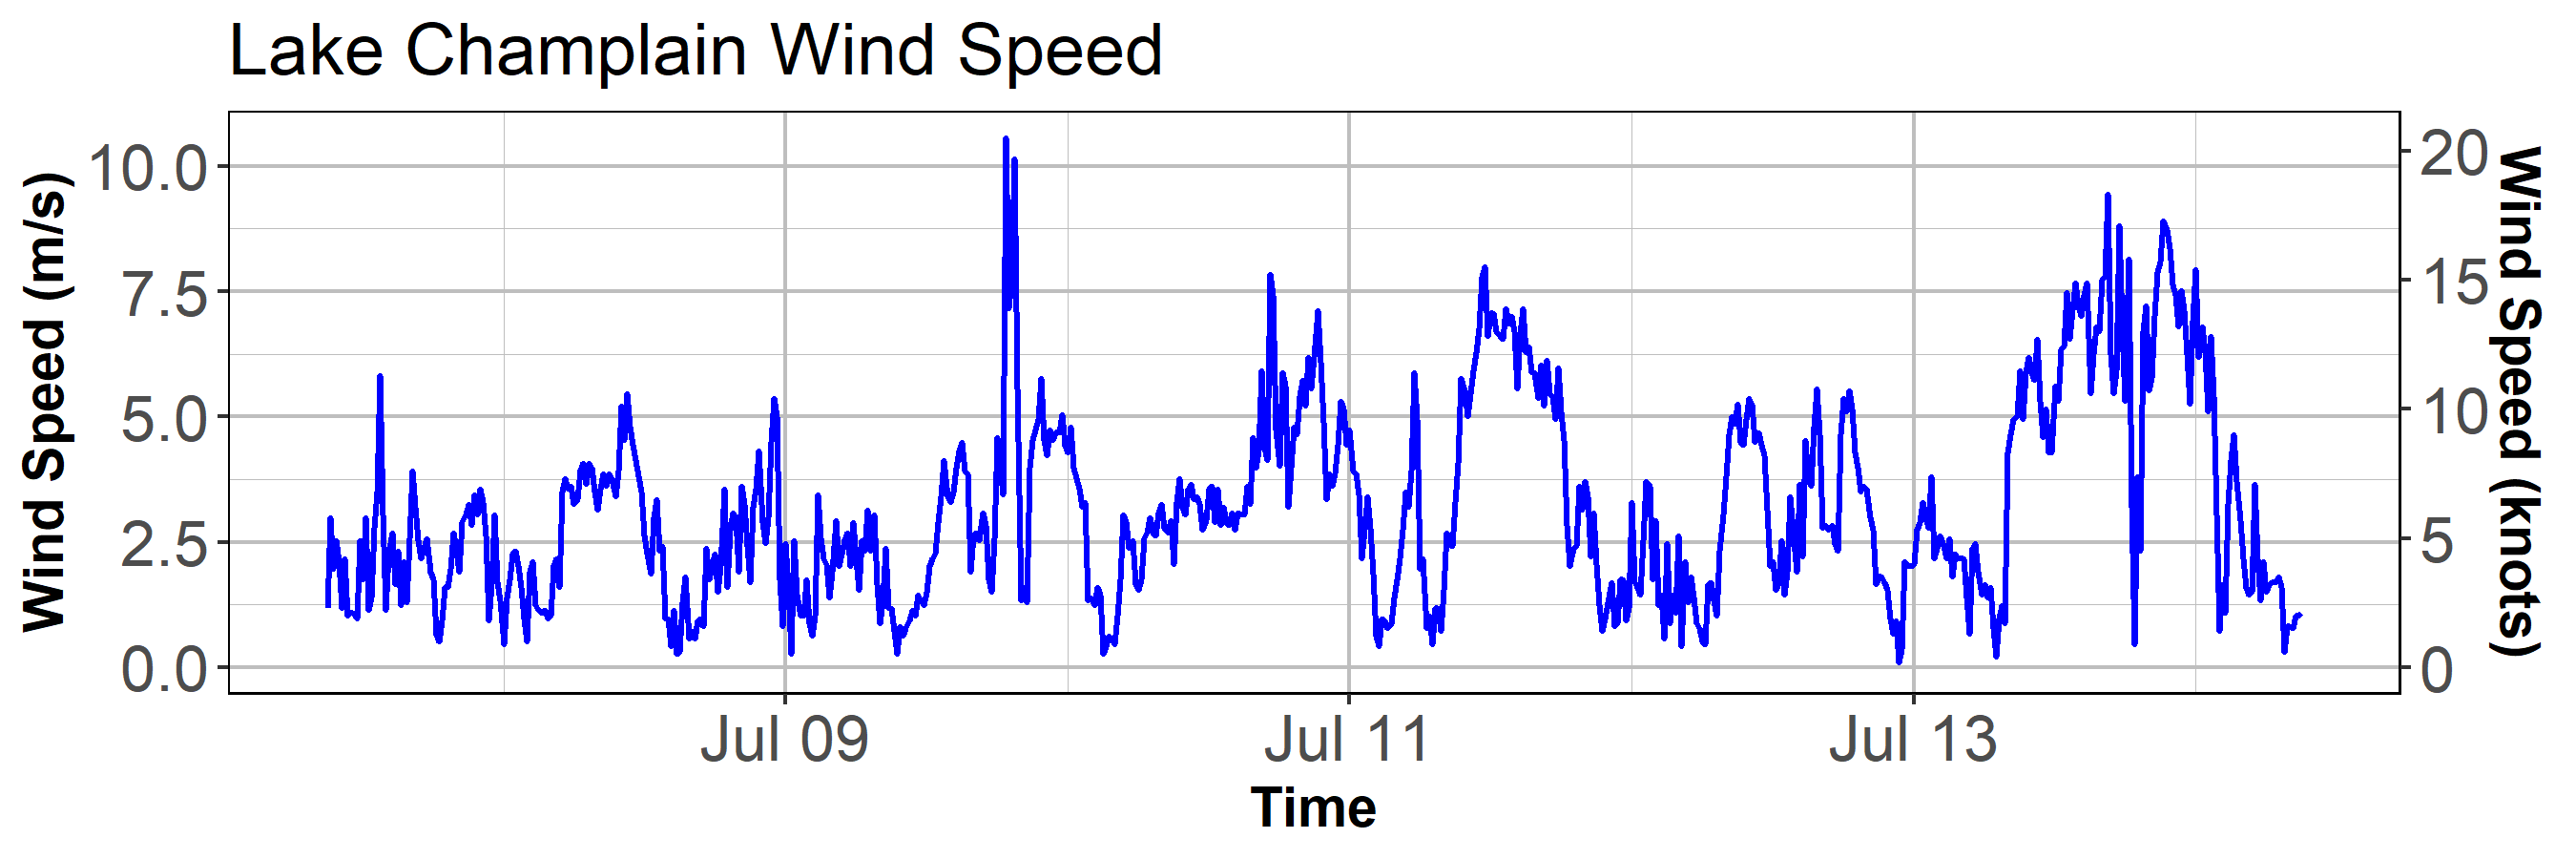 Lake Champlain Wind Speed
Wind Speed (m/s)
10.0
7.5
5.0
2.5
0.0
20
15
10
5
0
Wind Speed (knots)
Jul 09 Jul 11 Jul 13
Time